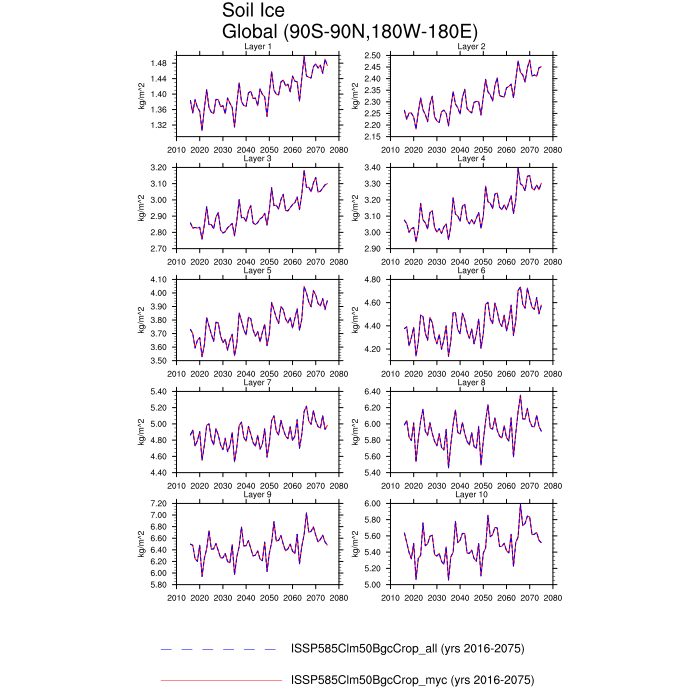 Soil Ice
Global (90S-90N,180W-180E)
Layer 1
Layer 2
kg/m^2
1.48
1.44
1.40
1.36
1.32
2010 2020 2030 2040 2050 2060 2070 2080
kg/m^2
2.50
2.45
2.40
2.35
2.30
2.25
2.20
2.15
2010 2020 2030 2040 2050 2060 2070 2080
Layer 3
Layer 4
kg/m^2
3.20
3.10
3.00
2.90
2.80
2.70
2010 2020 2030 2040 2050 2060 2070 2080
kg/m^2
3.40
3.30
3.20
3.10
3.00
2.90
2010 2020 2030 2040 2050 2060 2070 2080
Layer 5
Layer 6
kg/m^2
4.10
4.00
3.90
3.80
3.70
3.60
3.50
2010 2020 2030 2040 2050 2060 2070 2080
kg/m^2
4.80
4.60
4.40
4.20
2010 2020 2030 2040 2050 2060 2070 2080
Layer 7
Layer 8
kg/m^2
5.40
5.20
5.00
4.80
4.60
4.40
2010 2020 2030 2040 2050 2060 2070 2080
kg/m^2
6.40
6.20
6.00
5.80
5.60
5.40
2010 2020 2030 2040 2050 2060 2070 2080
Layer 9
Layer 10
kg/m^2
7.20
7.00
6.80
6.60
6.40
6.20
6.00
5.80
2010 2020 2030 2040 2050 2060 2070 2080
kg/m^2
6.00
5.80
5.60
5.40
5.20
5.00
2010 2020 2030 2040 2050 2060 2070 2080
ISSP585Clm50BgcCrop_all (yrs 2016-2075)
ISSP585Clm50BgcCrop_myc (yrs 2016-2075)